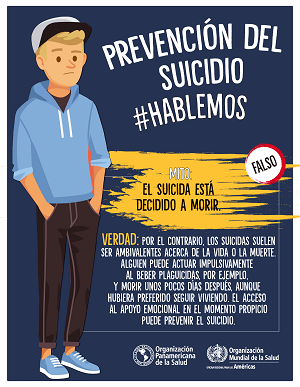 PREVENCIÓN DEL
SUICIDIO
#HABLEMOS
FALSO
MITO:
EL SUICIDA ESTÁ
DECIDIDO A MORIR.
VERDAD: POR EL CONTRARIO, LOS SUICIDAS SUELEN
SER AMBIVALENTES ACERCA DE LA VIDA O LA MUERTE.
ALGUIEN PUEDE ACTUAR IMPULSIVAMENTE
AL BEBER PLAGUICIDAS, POR EJEMPLO,
Y MORIR UNOS POCOS DÍAS DESPUÉS, AUNQUE
HUBIERA PREFERIDO SEGUIR VIVIENDO. EL ACCESO
AL APOYO EMOCIONAL EN EL MOMENTO PROPICIO
PUEDE PREVENIR EL SUICIDIO.
Organización
Panamericana
de la Salud
Organización
Mundial de la Salud
OFICINA REGIONAL PARA LAS Américas